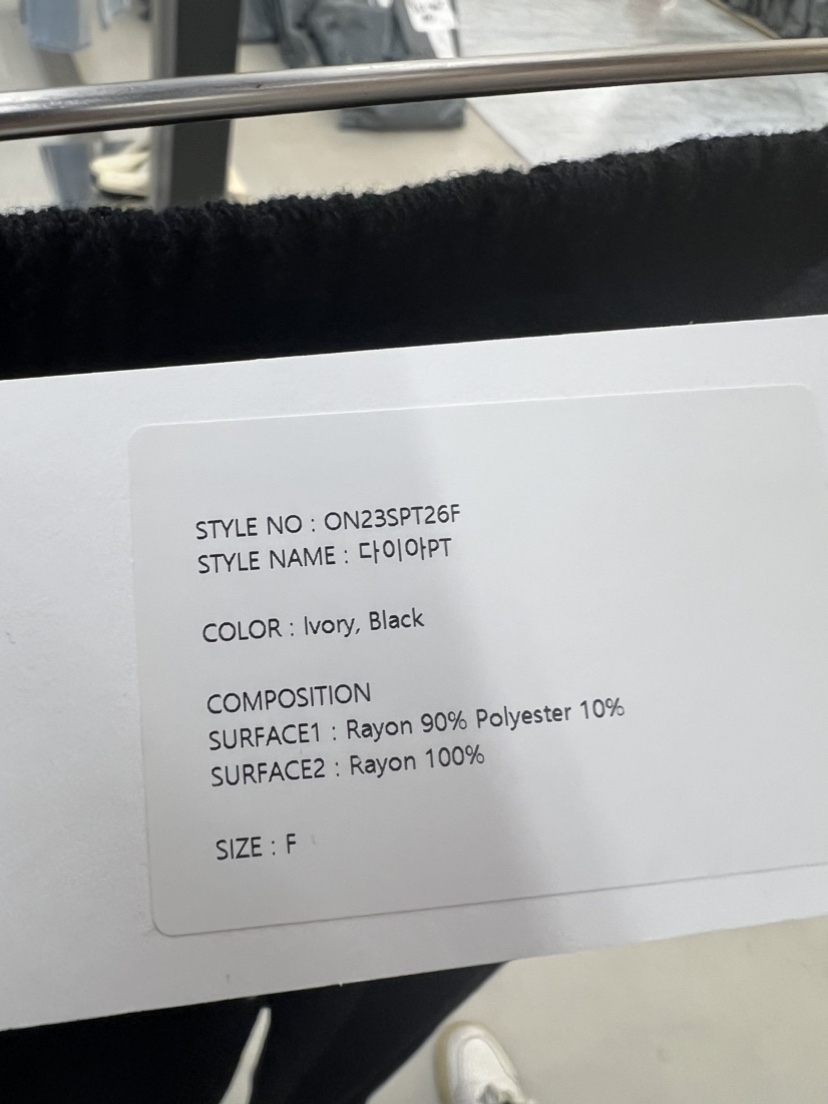 STYLE NO : ON23SPT26F
STYLE NAME : 다이아PT
COLOR : Ivory, Black
COMPOSITION
SURFACE1 : Rayon 90% Polyester 10%
SURFACE2 : Rayon 100%
SIZE : F